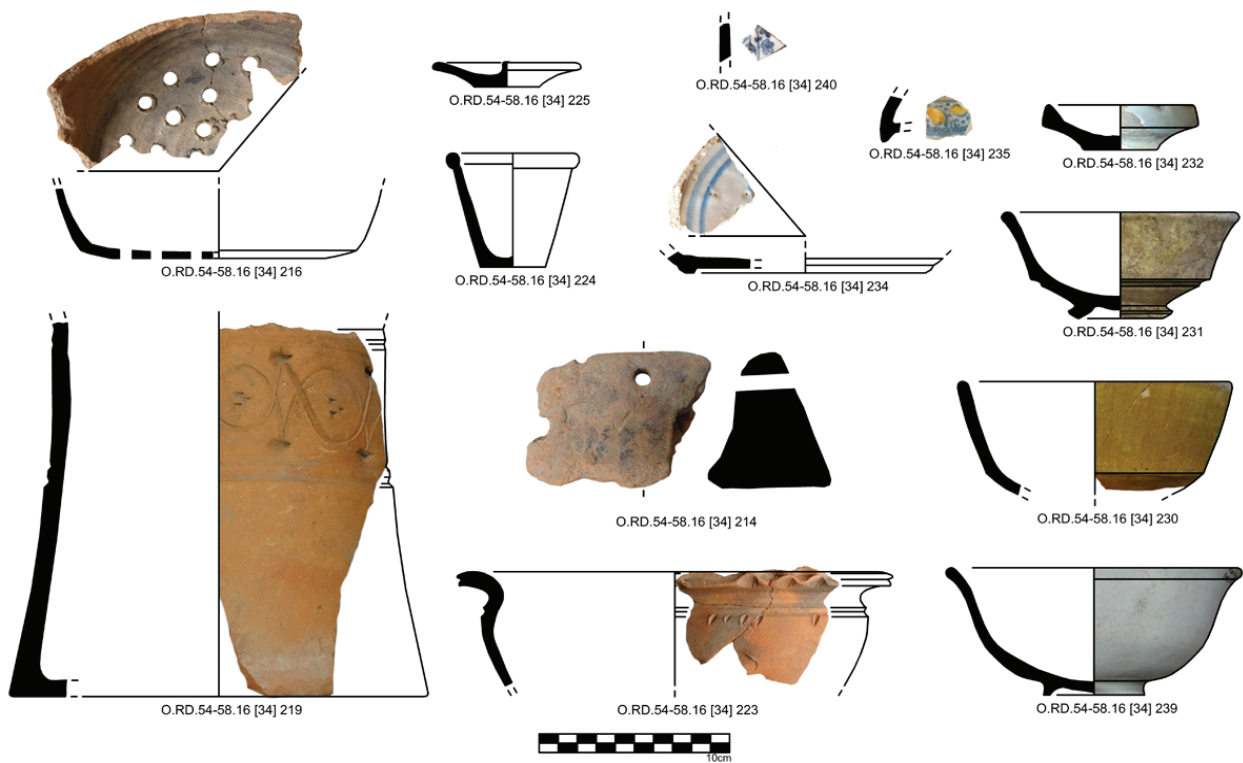 O.RD.54-58.16 [34] 240
O.RD.54-58.16 [34] 225
O.RD.54-58.16 [34] 235
O.RD.54-58.16 [34] 232
O.RD.54-58.16 [34] 216
O.RD.54-58.16 [34] 224
O.RD.54-58.16 [34] 234
O.RD.54-58.16 [34] 231
O.RD.54-58.16 [34] 214
O.RD.54-58.16 [34] 230
O.RD.54-58.16 [34] 219
O.RD.54-58.16 [34] 223
O.RD.54-58.16 [34] 239
10cm